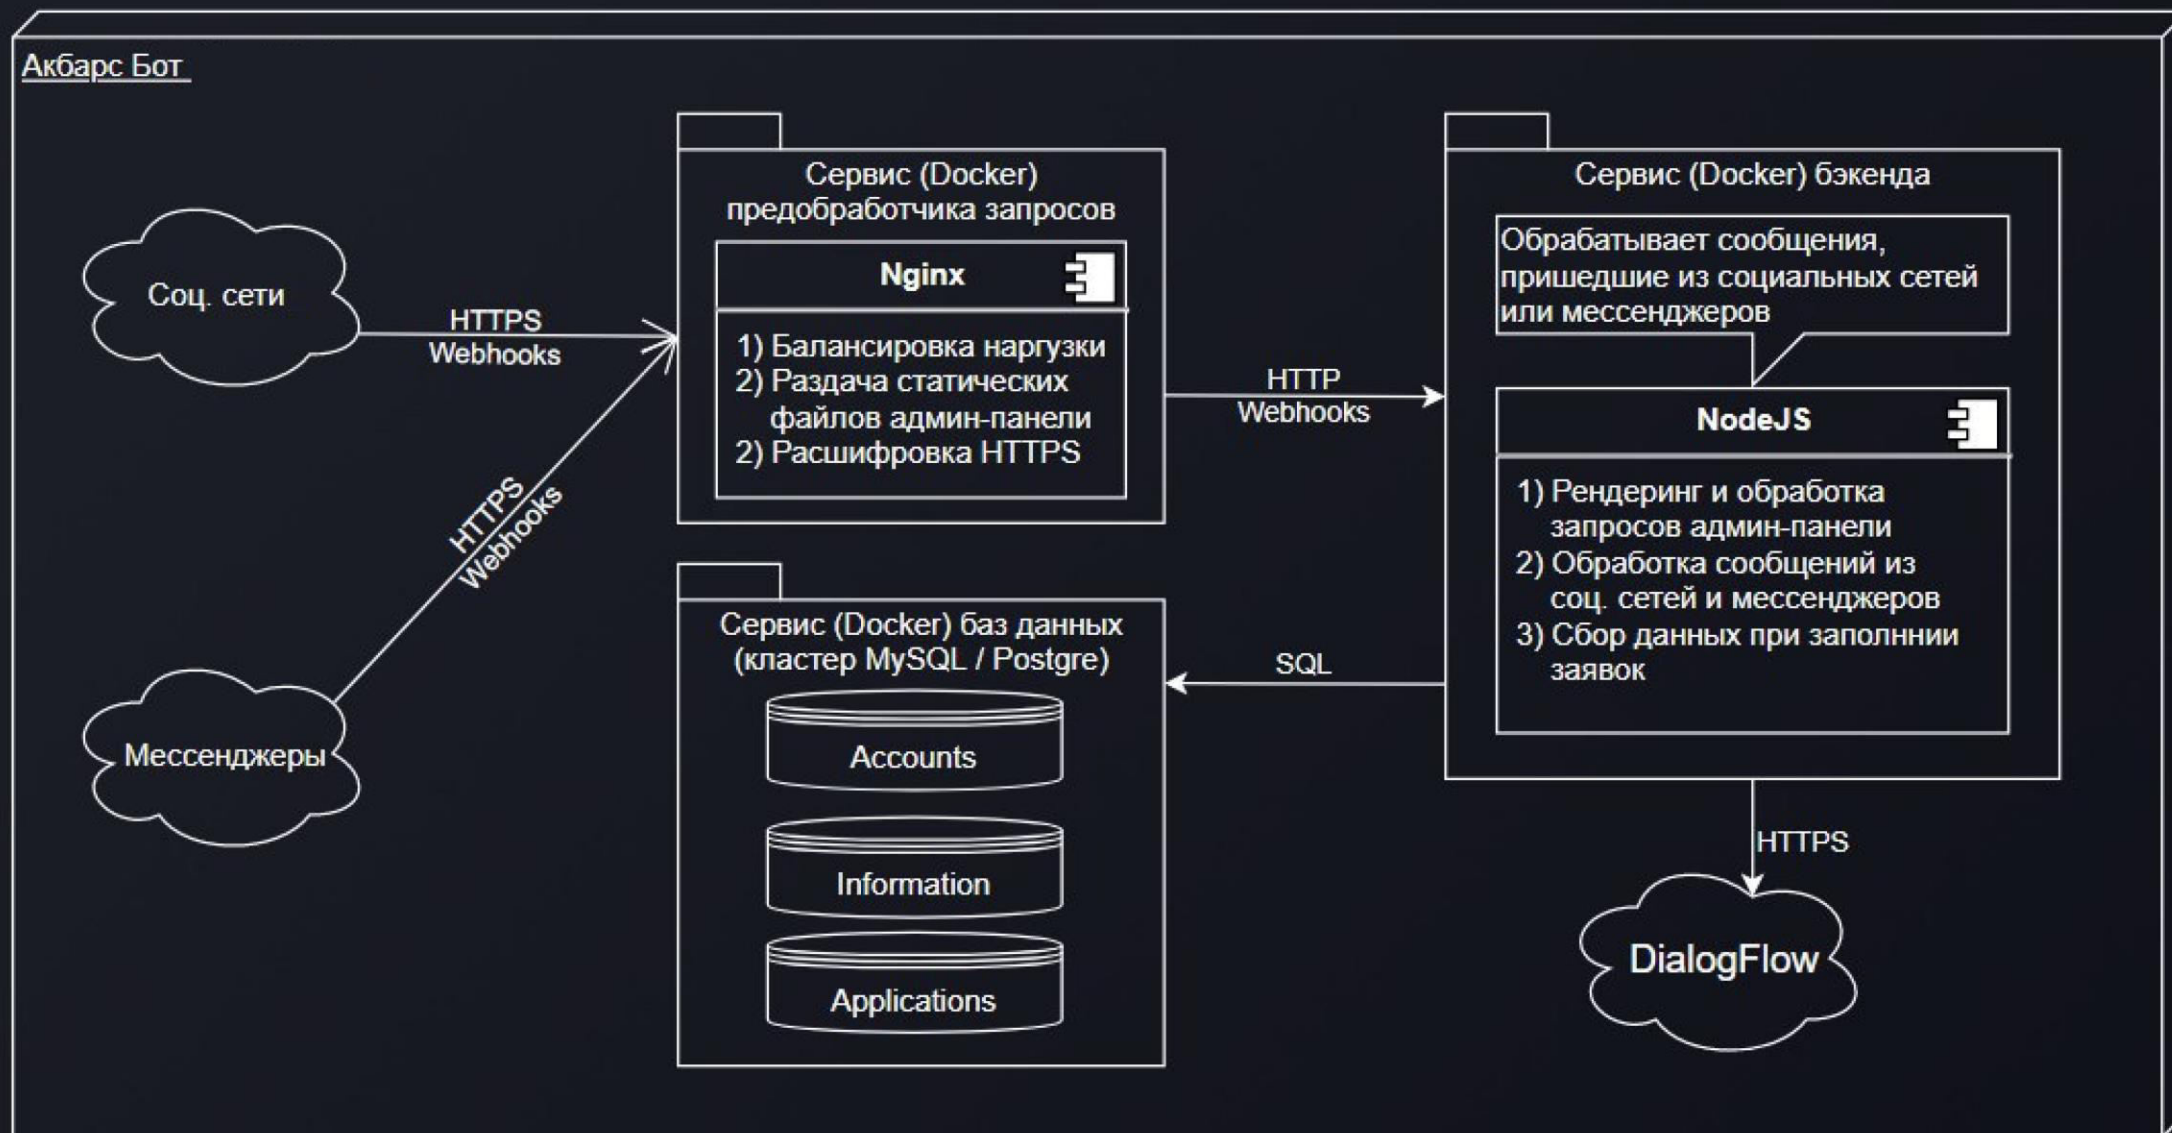 Акбарс Бот
Соц. сети
HTTPS
Webhooks
Мессенджеры
HTTPS
Webhooks
Сервис (Docker)
предобработчика запросов
Nginx
1) Балансировка наргузки
2) Раздача статических
файлов админ-панели
2) Расшифровка HTTPS
HTTP
Webhooks
Сервис (Docker) бэкенда
Обрабатывает сообщения,
пришедшие из социальных сетей
или мессенджеров
NodeJS
1) Рендеринг и обработка
запросов админ-панели
2) Обработка сообщений из
соц. сетей и мессенджеров
3) Сбор данных при заполннии
заявок
SQL
Сервис (Docker) баз данных
(кластер MySQL / Postgre)
Accounts
Information
Applications
HTTPS
DialogFlow